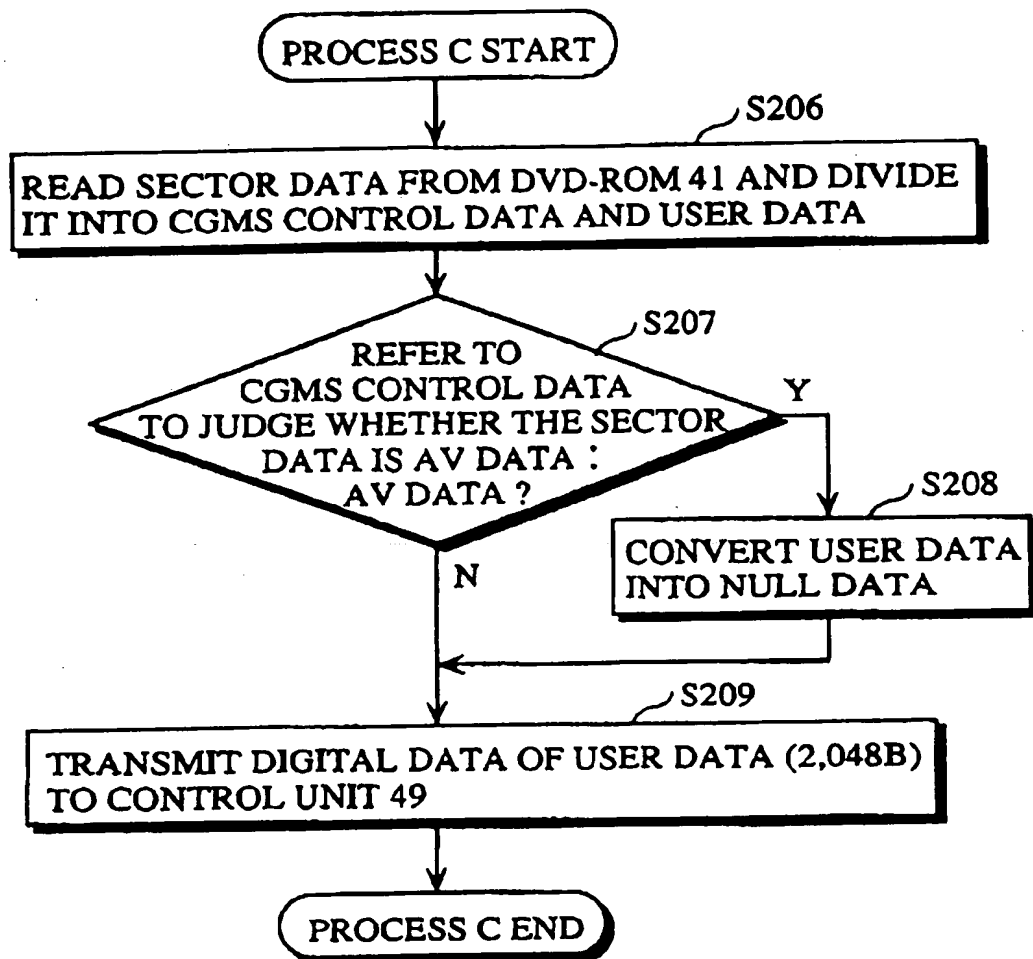 PROCESS C START
S206
READ SECTOR DATA FROM DVD-ROM 41 AND DIVIDE
IT INTO CGMS CONTROL DATA AND USER DATA
S207
REFER TO
CGMS CONTROL DATA
TO JUDGE WHETHER THE SECTOR
DATA IS AV DATA :
AV DATA ?
Y
S208
CONVERT USER DATA
INTO NULL DATA
N
S209
TRANSMIT DIGITAL DATA OF USER DATA (2,048B)
TO CONTROL UNIT 49
PROCESS C END